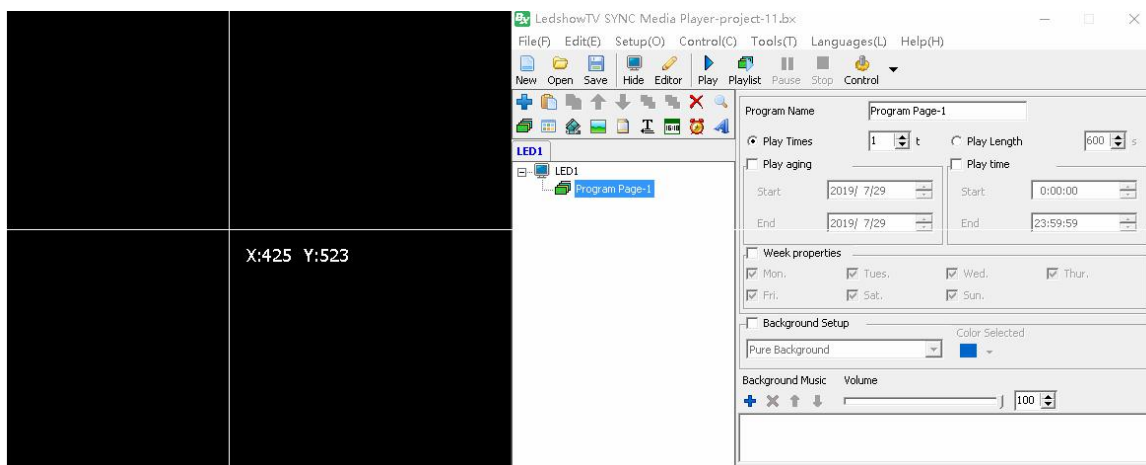 LedshowTV SYNC Media Player-project-11.bx
File(F) Edit(E) Setup(O) Control(C) Tools(T) Languages(L) Help(H)
New Open Save Hide Editor Play Playlist Pause Stop Control
Program Name Program Page-1
Play Times 1 t Play Length 600 s
LED1
Play aging Play time
LED1
Program Page-1
Start 2019/ 7/29 Start 0:00:00
End 2019/ 7/29 End 23:59:59
X:425 Y:523
Week properties
Mon. Tues. Wed. Thur.
Fri. Sat. Sun.
Background Setup
Color Selected
Pure Background
Background Music Volume
100